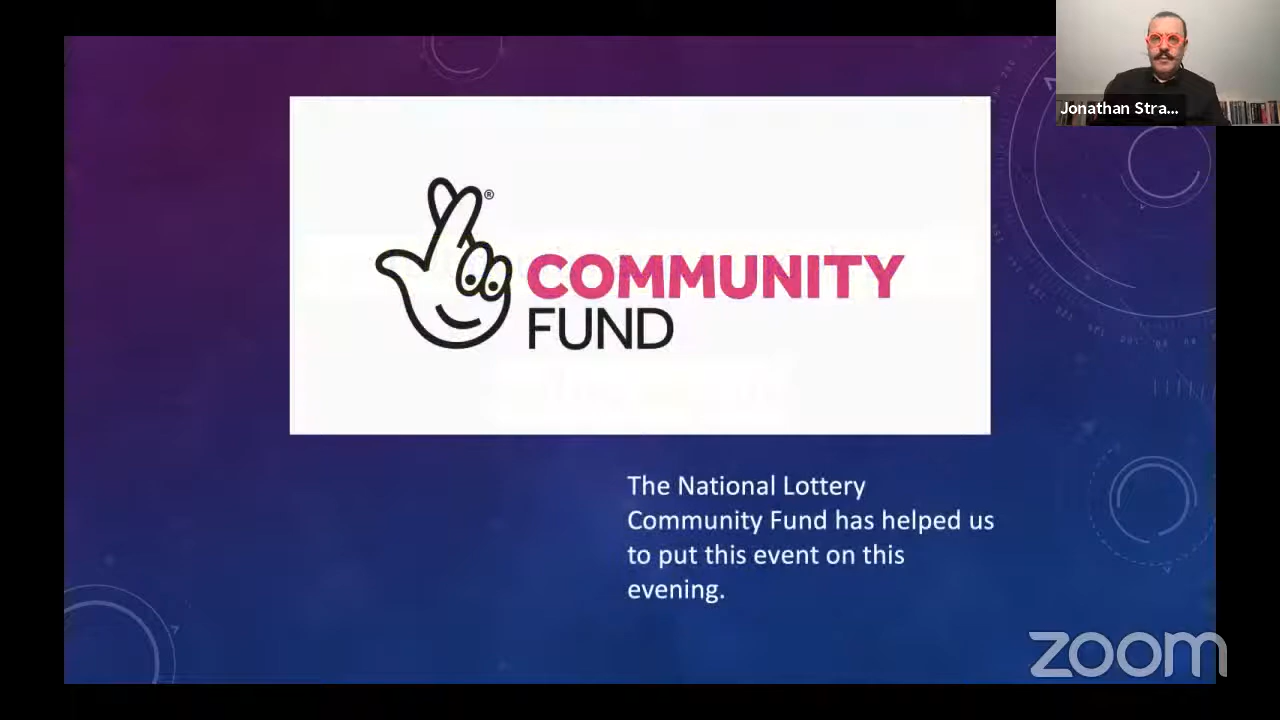 Jonathan Stra...
®
COMMUNITY
FUND
The National Lottery
Community Fund has helped us
to put this event on this
evening.
zoom